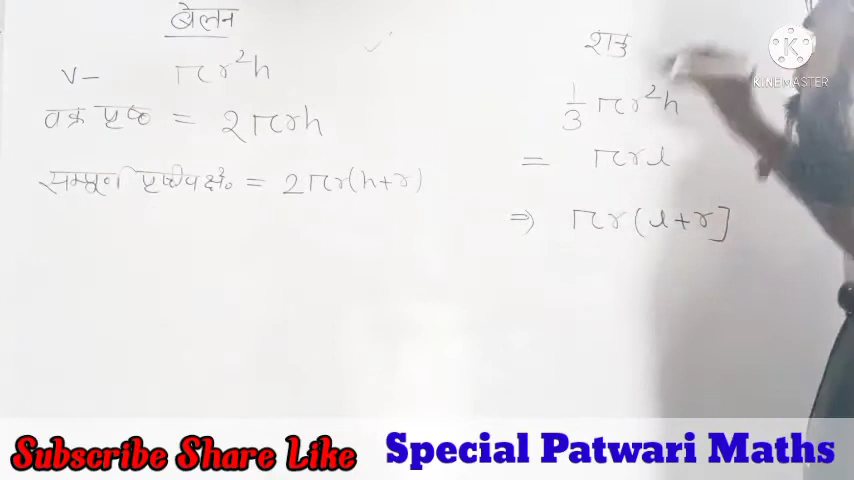 बेलन
V- πr²h
वक्र पृष्ठ = 2πrh
सम्पूर्ण पृष्ठीय क्षे० = 2πr(h+r)
शंकु
1/3 πr²h
= πrl
⇒ πr(l+r]
K
KINEMASTER
Subscribe Share Like
Special Patwari Maths